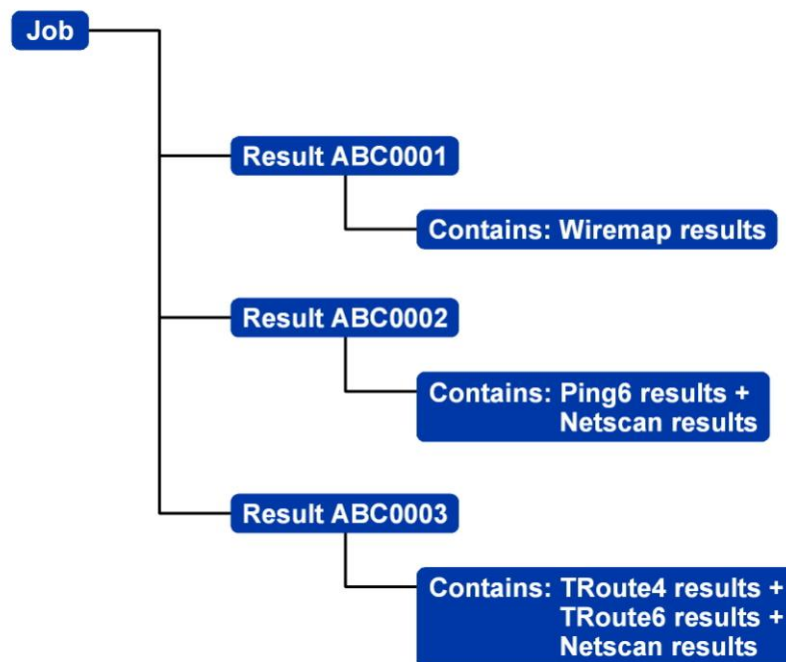 Job
Result ABC0001
Contains: Wiremap results
Result ABC0002
Contains: Ping6 results +
Netscan results
Result ABC0003
Contains: TRoute4 results +
TRoute6 results +
Netscan results